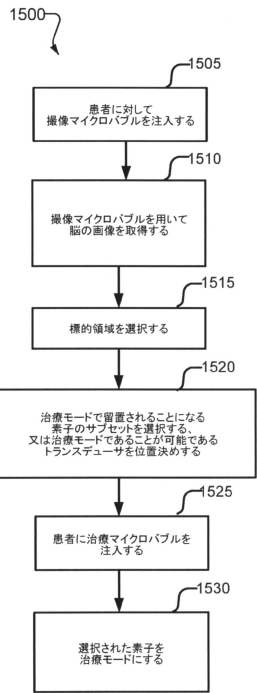 1500
1505
患者に対して
撮像マイクロバブルを注入する
1510
撮像マイクロバブルを用いて
脳の画像を取得する
1515
標的領域を選択する
1520
治療モードで留置されることになる
素子のサブセットを選択する、
又は治療モードであることが可能である
トランスデューサを位置決めする
1525
患者に治療マイクロバブルを
注入する
1530
選択された素子を
治療モードにする